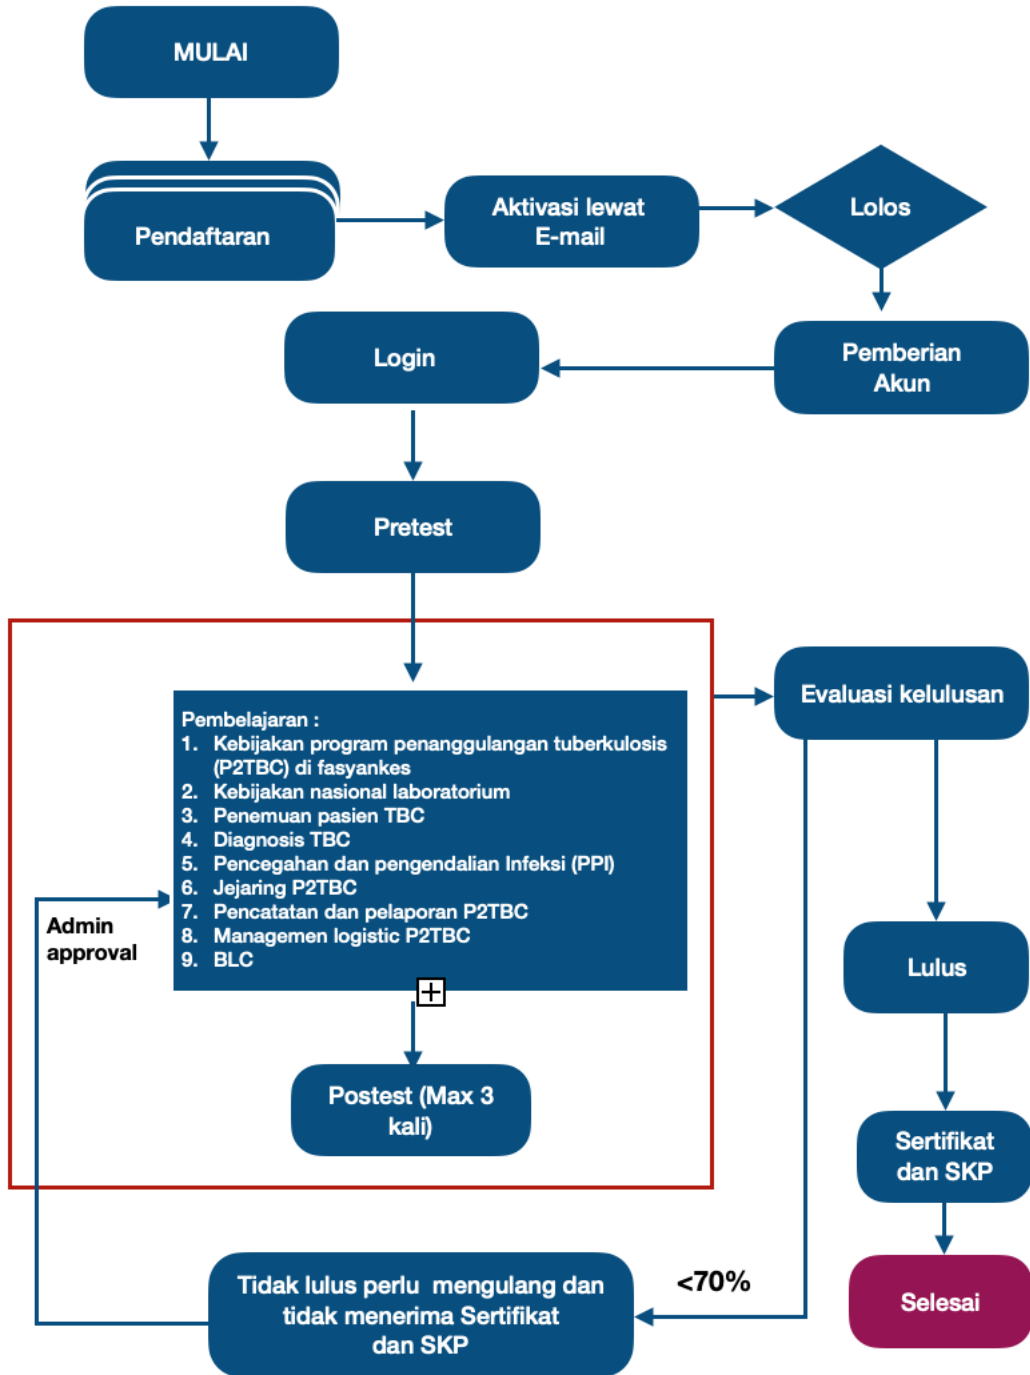 MULAI
Pendaftaran
Aktivasi lewat
E-mail
Lolos
Pemberian
Akun
Login
Pretest
Pembelajaran :
1. Kebijakan program penanggulangan tuberkulosis
(P2TBC) di fasyankes
2. Kebijakan nasional laboratorium
3. Penemuan pasien TBC
4. Diagnosis TBC
5. Pencegahan dan pengendalian Infeksi (PPI)
6. Jejaring P2TBC
7. Pencatatan dan pelaporan P2TBC
8. Managemen logistic P2TBC
9. BLC
Admin
approval
Postest (Max 3
kali)
Evaluasi kelulusan
Lulus
Sertifikat
dan SKP
Selesai
<70%
Tidak lulus perlu mengulang dan
tidak menerima Sertifikat
dan SKP